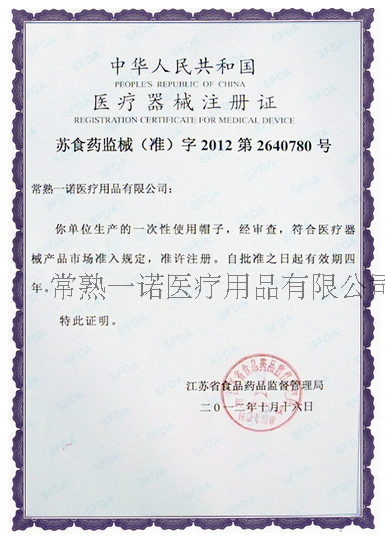 中华人民共和国
PEOPLE'S REPUBLIC OF CHINA
医疗器械注册证
REGISTRATION CERTIFICATE FOR MEDICAL DEVICE
苏食药监械（准）字 2012 第 2640780 号
常熟一诺医疗用品有限公司：
你单位生产的一次性使用帽子，经审查，符合医疗器
械产品市场准入规定，准许注册。自批准之日起有效期四
年。
常熟一诺医疗用品有限公司
特此证明。
江苏省食品药品监督管理局
二〇一二年十月十六日